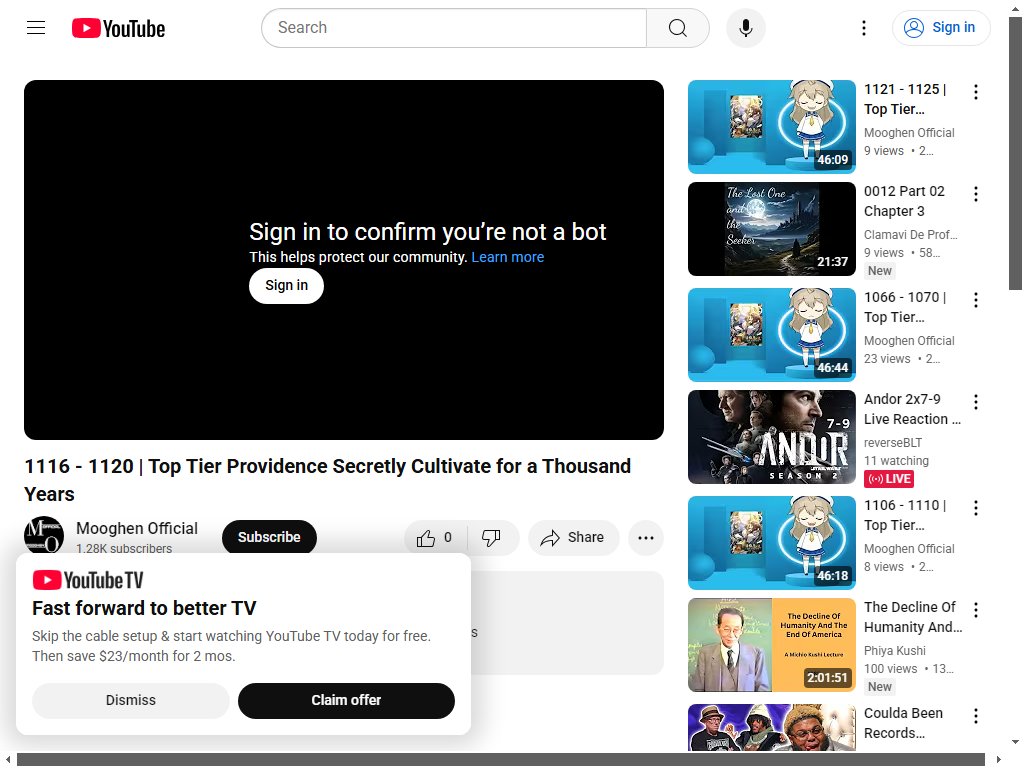 YouTube
Search
Sign in
Sign in to confirm you're not a bot
This helps protect our community. Learn more
Sign in
1116 - 1120 | Top Tier Providence Secretly Cultivate for a Thousand
Years
Mooghen Official
1.28K subscribers
Subscribe
0
Share
s
YouTube TV
Fast forward to better TV
Skip the cable setup & start watching YouTube TV today for free.
Then save $23/month for 2 mos.
Dismiss
Claim offer
46:09
1121 - 1125 |
Top Tier…
Mooghen Official
9 views • 2…
The Lost One
and
the
Seeker
21:37
0012 Part 02
Chapter 3
Clamavi De Prof…
9 views • 58…
New
46:44
1066 - 1070 |
Top Tier…
Mooghen Official
23 views • 2…
7-9
ANDOR
STAR WARS
SEASON 2
Andor 2x7-9
Live Reaction …
reverseBLT
11 watching
LIVE
46:18
1106 - 1110 |
Top Tier…
Mooghen Official
8 views • 2…
The Decline Of
Humanity And The
End Of America
A Michio Kushi Lecture
2:01:51
The Decline Of
Humanity And…
Phiya Kushi
100 views • 13…
New
Coulda Been
Records…